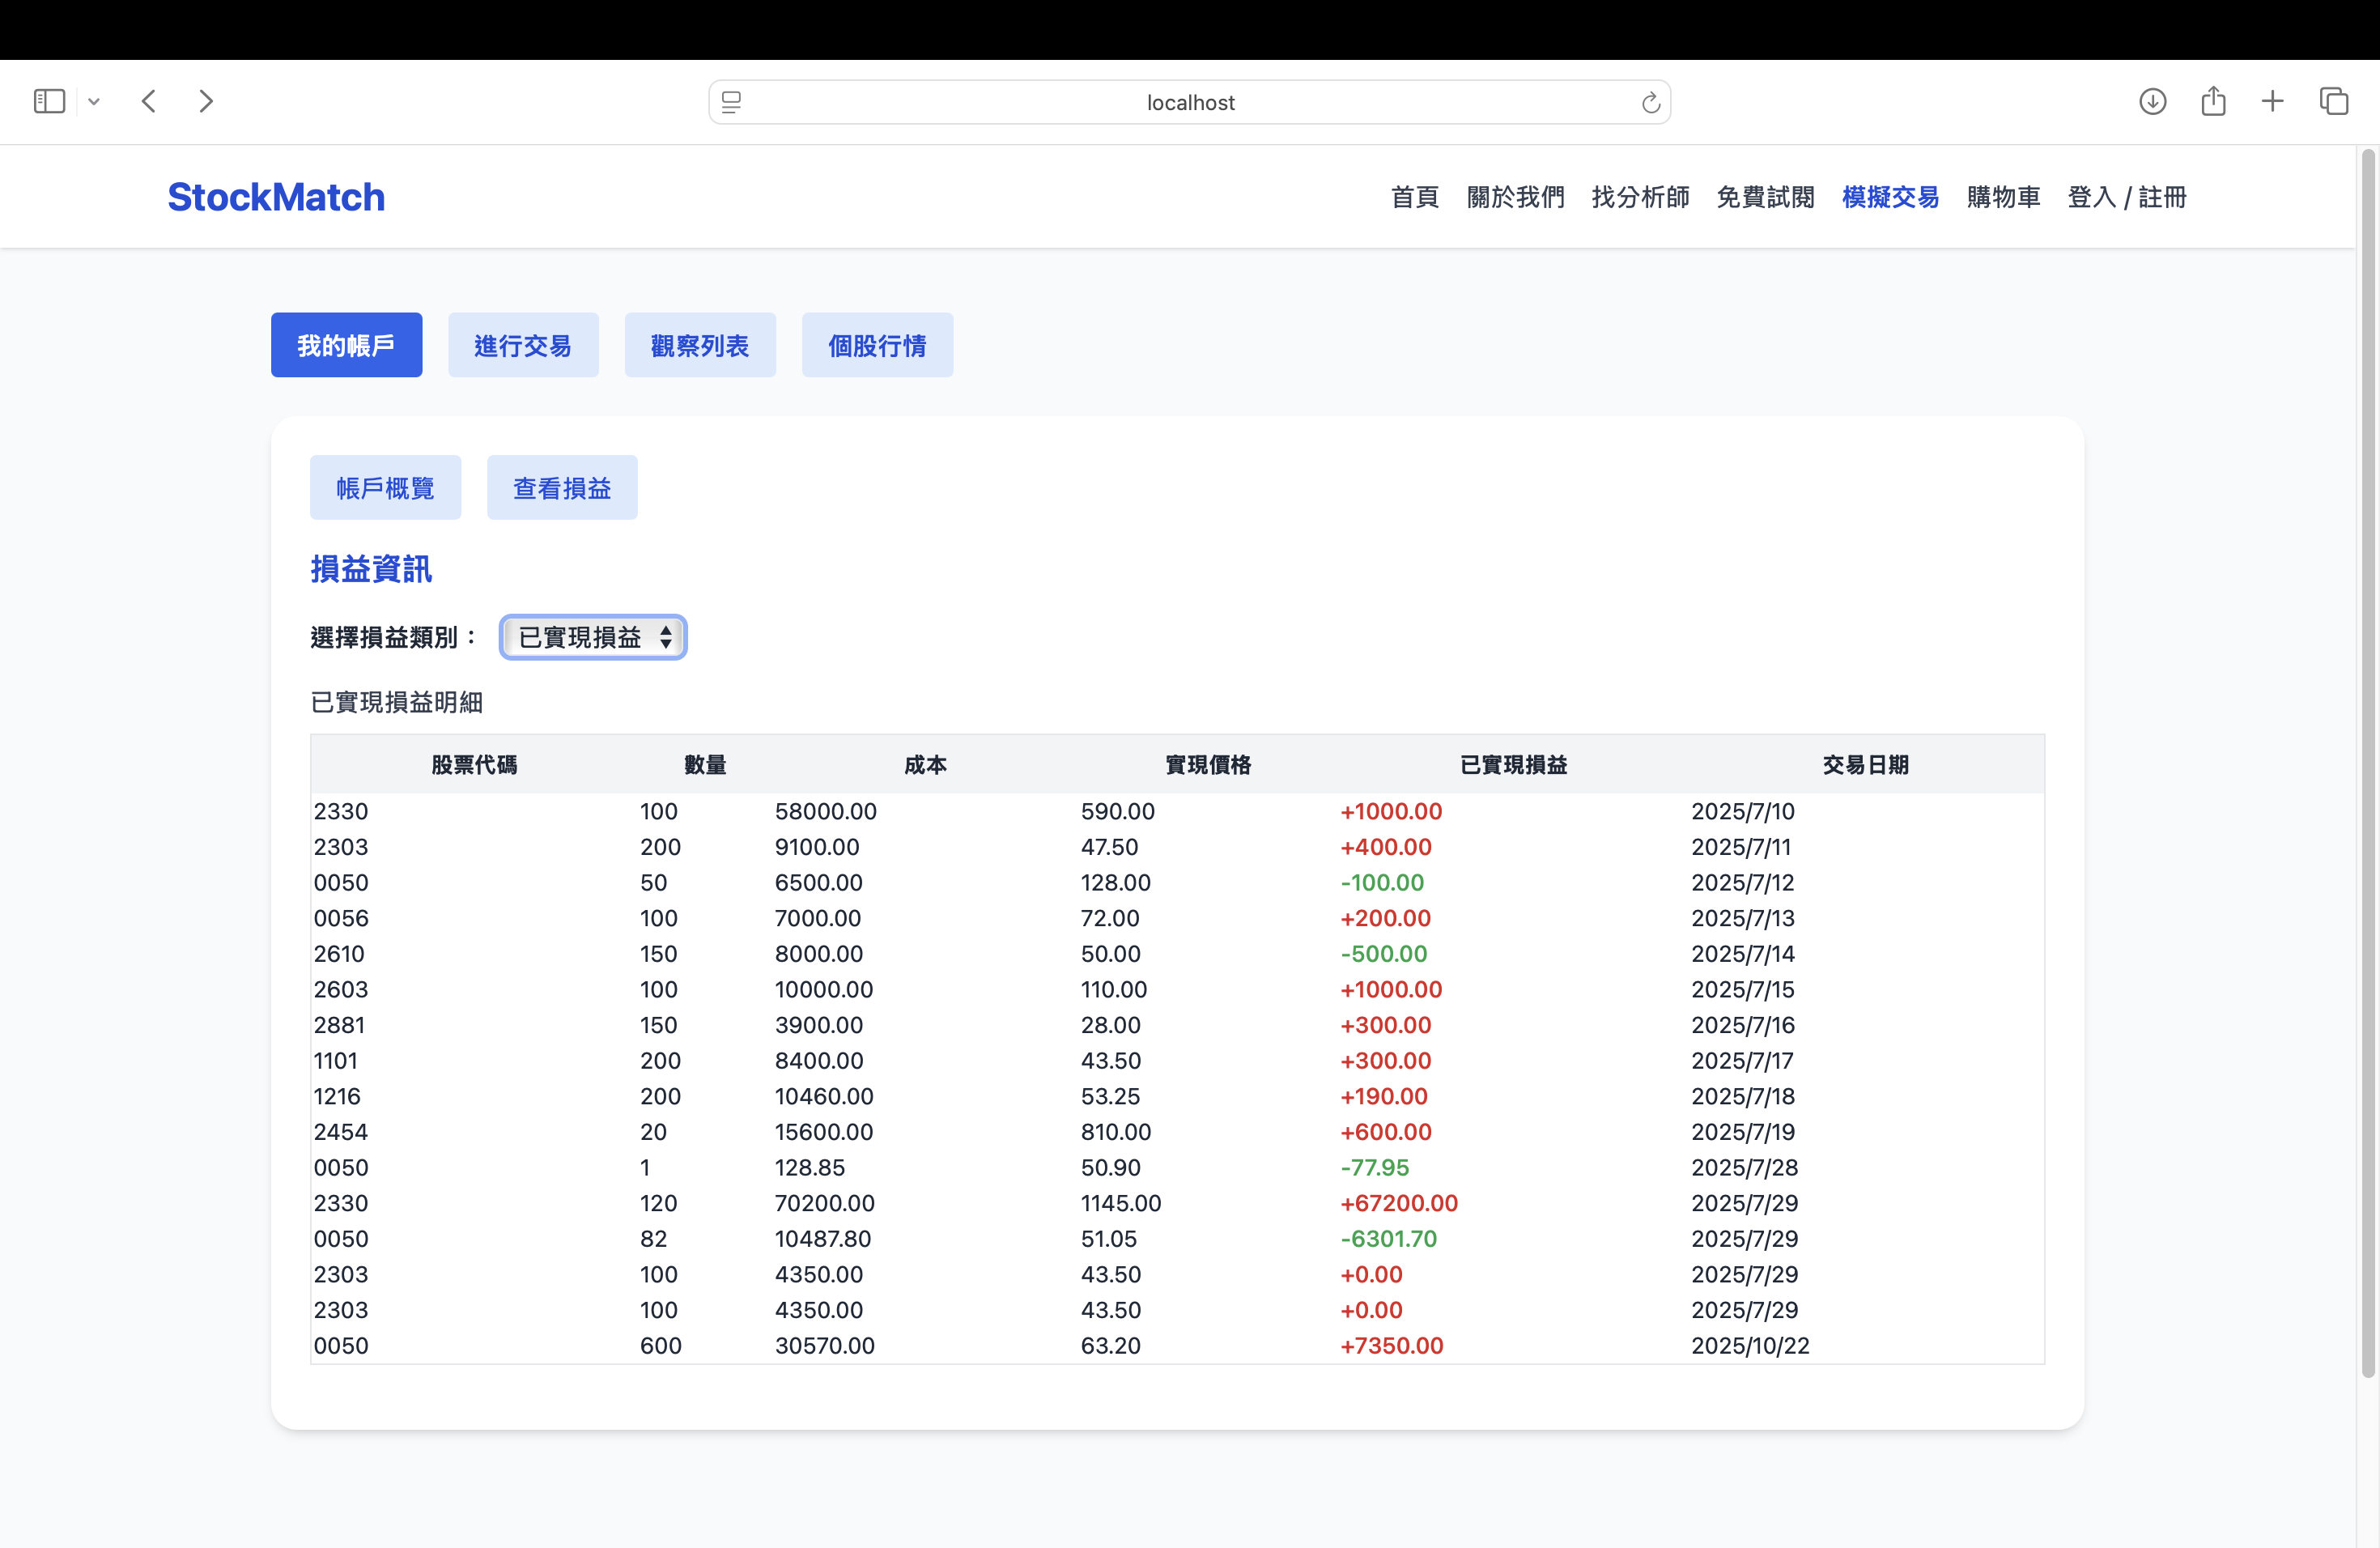 localhost
StockMatch
首頁 關於我們 找分析師 免費試閱 模擬交易 購物車 登入 / 註冊
我的帳戶 進行交易 觀察列表 個股行情
帳戶概覽 查看損益
損益資訊
選擇損益類別： 已實現損益
已實現損益明細
股票代碼 數量 成本 實現價格 已實現損益 交易日期
2330 100 58000.00 590.00 +1000.00 2025/7/10
2303 200 9100.00 47.50 +400.00 2025/7/11
0050 50 6500.00 128.00 -100.00 2025/7/12
0056 100 7000.00 72.00 +200.00 2025/7/13
2610 150 8000.00 50.00 -500.00 2025/7/14
2603 100 10000.00 110.00 +1000.00 2025/7/15
2881 150 3900.00 28.00 +300.00 2025/7/16
1101 200 8400.00 43.50 +300.00 2025/7/17
1216 200 10460.00 53.25 +190.00 2025/7/18
2454 20 15600.00 810.00 +600.00 2025/7/19
0050 1 128.85 50.90 -77.95 2025/7/28
2330 120 70200.00 1145.00 +67200.00 2025/7/29
0050 82 10487.80 51.05 -6301.70 2025/7/29
2303 100 4350.00 43.50 +0.00 2025/7/29
2303 100 4350.00 43.50 +0.00 2025/7/29
0050 600 30570.00 63.20 +7350.00 2025/10/22